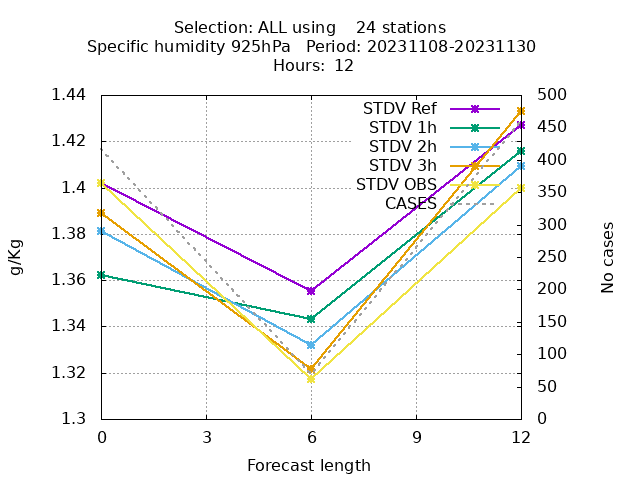 Selection: ALL using    24 stations
Specific humidity 925hPa   Period: 20231108-20231130
Hours:  12
STDV Ref
STDV 1h
STDV 2h
STDV 3h
STDV OBS
CASES
1.44
1.42
1.4
1.38
1.36
1.34
1.32
1.3
g/Kg
500
450
400
350
300
250
200
150
100
50
0
No cases
0 3 6 9 12
Forecast length